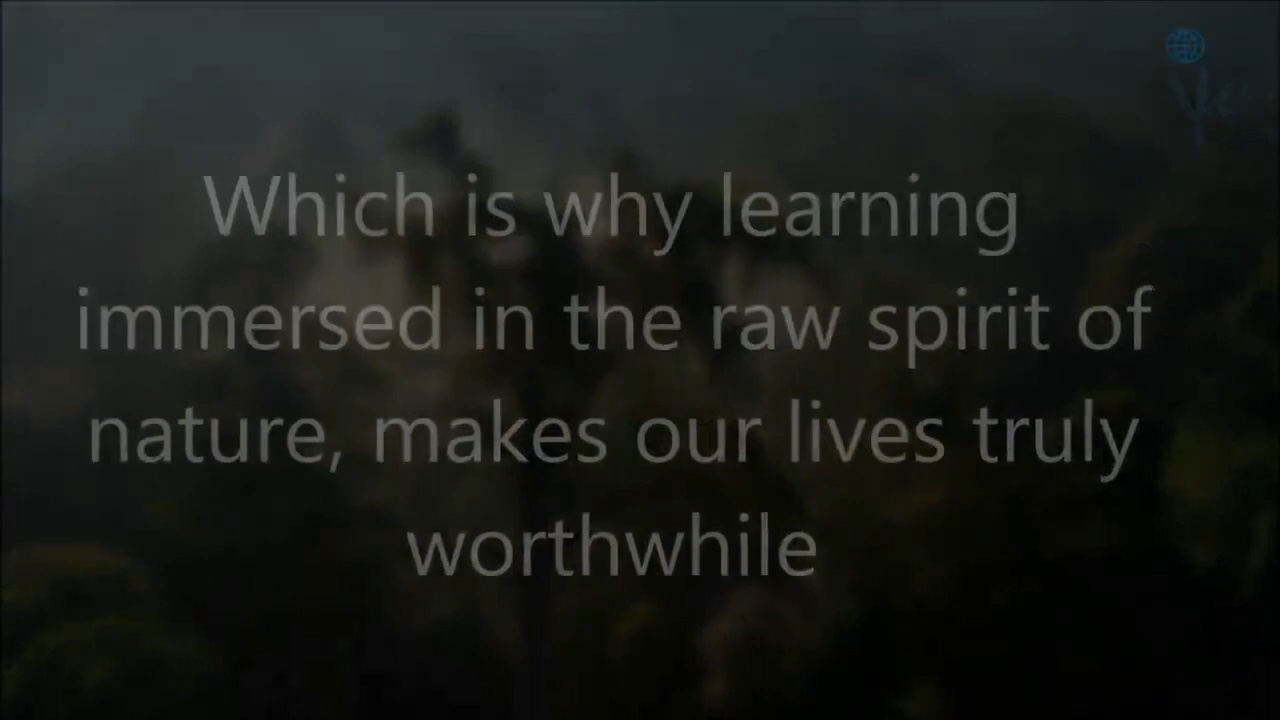 Which is why learning
immersed in the raw spirit of
nature, makes our lives truly
worthwhile